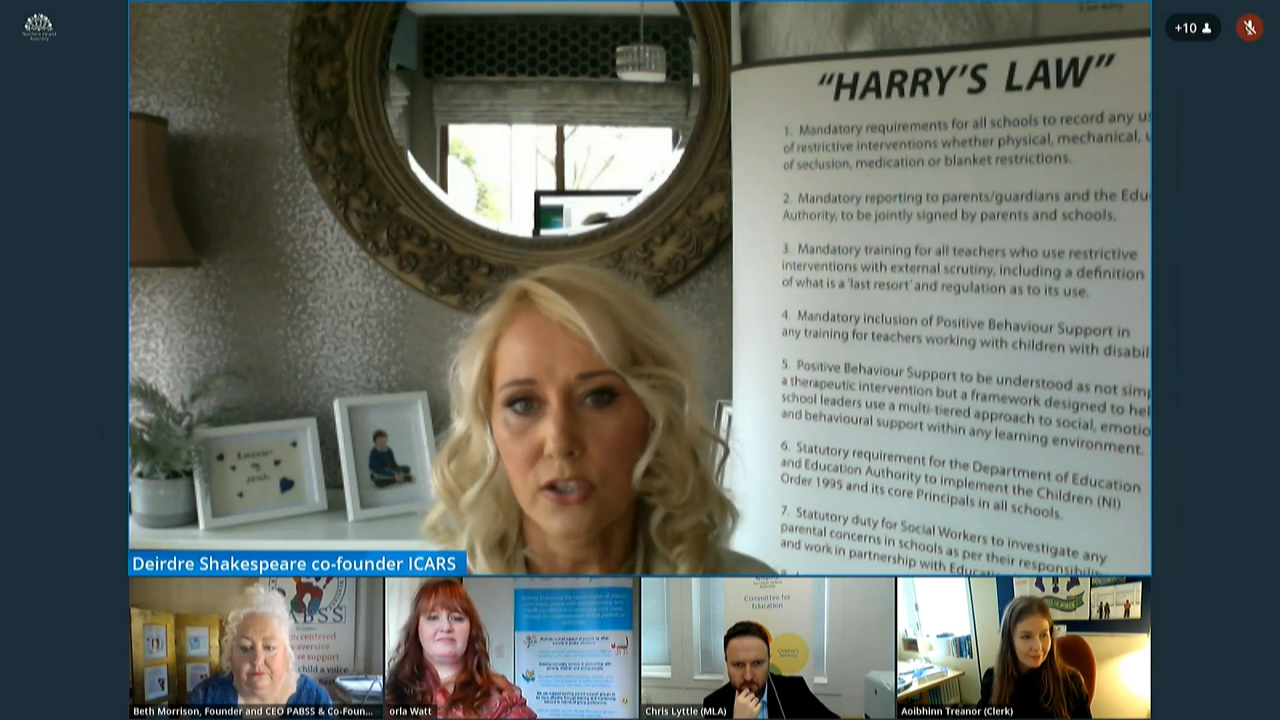 +10
"HARRY'S LAW"
1. Mandatory requirements for all schools to record any us
of restrictive interventions whether physical, mechanical, u
of seclusion, medication or blanket restrictions.
2. Mandatory reporting to parents/guardians and the Edu
Authority, to be jointly signed by parents and schools.
3. Mandatory training for all teachers who use restrictive
interventions with external scrutiny, including a definition
of what is a 'last resort' and regulation as to its use.
4. Mandatory inclusion of Positive Behaviour Support in
any training for teachers working with children with disabil
5. Positive Behaviour Support to be understood as not simp
a therapeutic intervention but a framework designed to hel
school leaders use a multi-tiered approach to social, emotio
and behavioural support within any learning environment.
6. Statutory requirement for the Department of Education
and Education Authority to implement the Children (NI)
Order 1995 and its core Principals in all schools.
7. Statutory duty for Social Workers to investigate any
parental concerns in schools as per their responsibility
and work in partnership with Educati
Deirdre Shakespeare co-founder ICARS
ABSS
child a voice
Committee for
Education
Beth Morrison, Founder and CEO PABSS & Co-Foun...
orla Watt
Chris Lyttle (MLA)
Aoibhinn Treanor (Clerk)